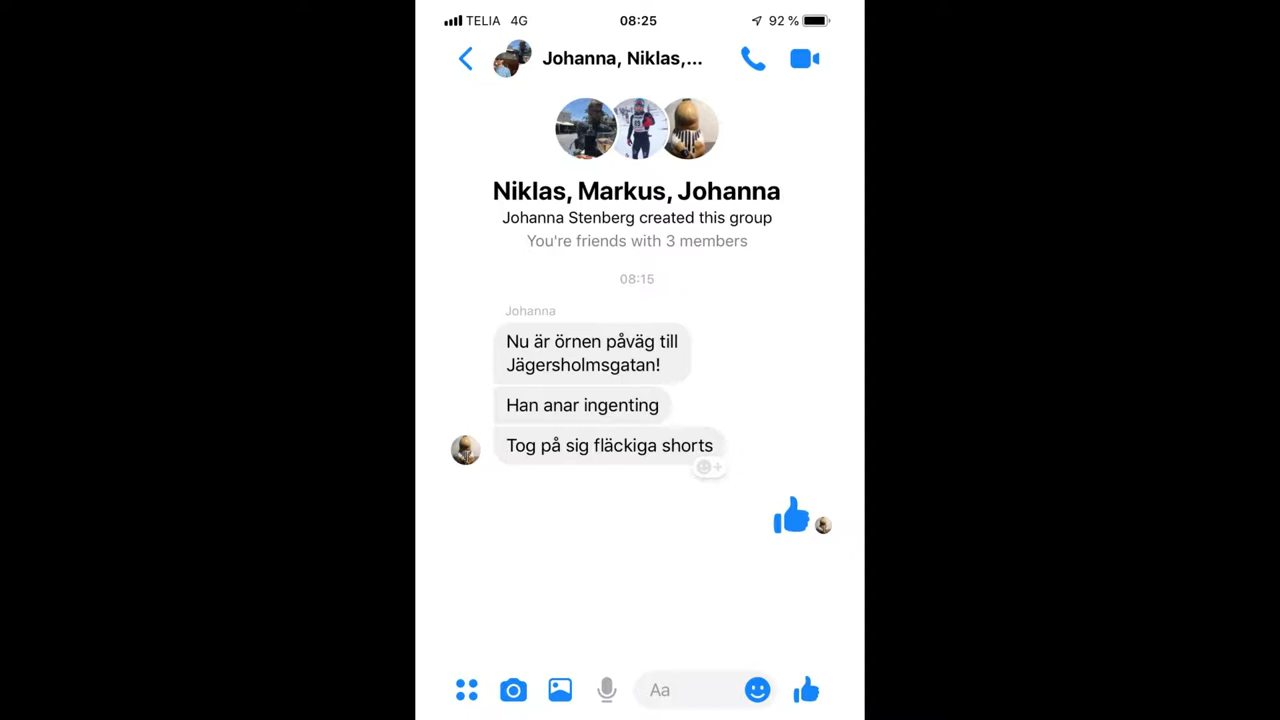 TELIA 4G 08:25 92 %
Johanna, Niklas,...
Niklas, Markus, Johanna
Johanna Stenberg created this group
You're friends with 3 members
08:15
Johanna
Nu är örnen påväg till
Jägersholmsgatan!
Han anar ingenting
Tog på sig fläckiga shorts
Aa